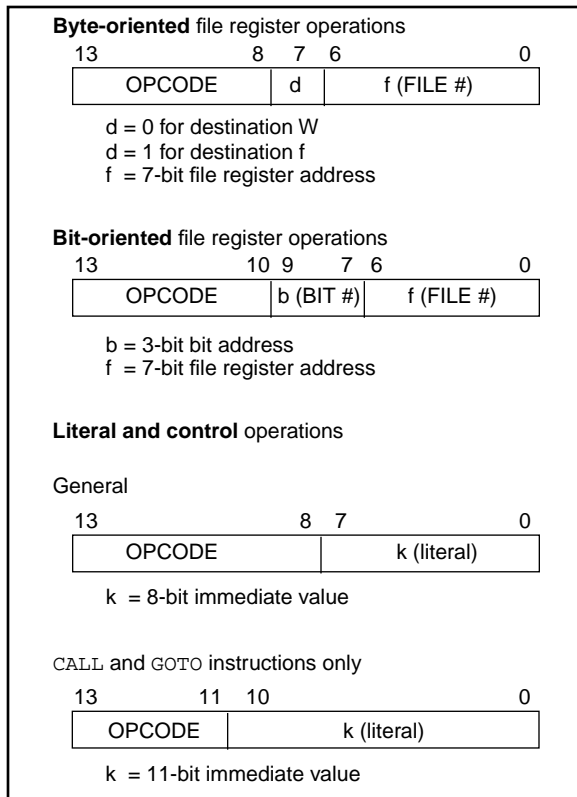 Byte-oriented file register operations
13 8 7 6 0
OPCODE d f (FILE #)
d = 0 for destination W
d = 1 for destination f
f = 7-bit file register address
Bit-oriented file register operations
13 10 9 7 6 0
OPCODE b (BIT #) f (FILE #)
b = 3-bit bit address
f = 7-bit file register address
Literal and control operations
General
13 8 7 0
OPCODE k (literal)
k = 8-bit immediate value
CALL and GOTO instructions only
13 11 10 0
OPCODE k (literal)
k = 11-bit immediate value